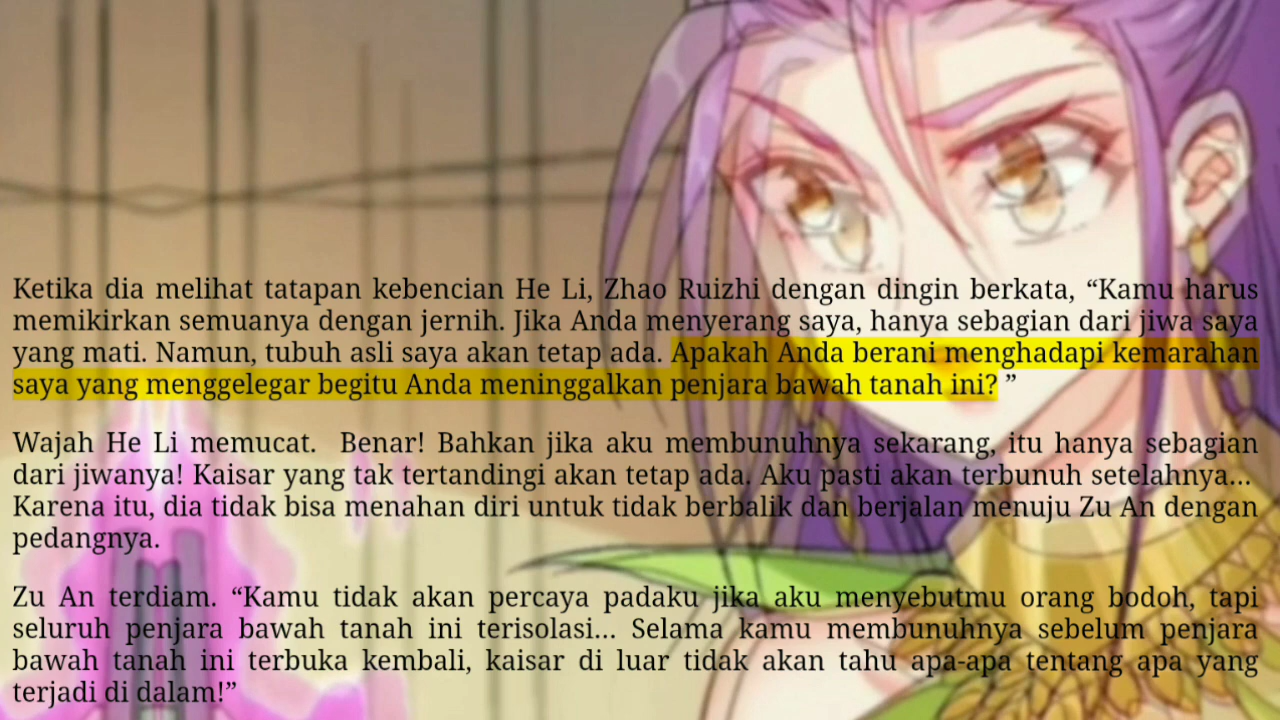 Ketika dia melihat tatapan kebencian He Li, Zhao Ruizhi dengan dingin berkata, “Kamu harus
memikirkan semuanya dengan jernih. Jika Anda menyerang saya, hanya sebagian dari jiwa saya
yang mati. Namun, tubuh asli saya akan tetap ada. Apakah Anda berani menghadapi kemarahan
saya yang menggelegar begitu Anda meninggalkan penjara bawah tanah ini? ”
Wajah He Li memucat.  Benar! Bahkan jika aku membunuhnya sekarang, itu hanya sebagian
dari jiwanya! Kaisar yang tak tertandingi akan tetap ada. Aku pasti akan terbunuh setelahnya…
Karena itu, dia tidak bisa menahan diri untuk tidak berbalik dan berjalan menuju Zu An dengan
pedangnya.
Zu An terdiam. “Kamu tidak akan percaya padaku jika aku menyebutmu orang bodoh, tapi
seluruh penjara bawah tanah ini terisolasi… Selama kamu membunuhnya sebelum penjara
bawah tanah ini terbuka kembali, kaisar di luar tidak akan tahu apa-apa tentang apa yang
terjadi di dalam!”